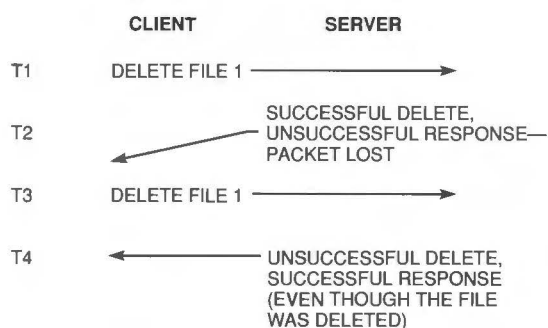 CLIENT SERVER
T1 DELETE FILE 1
T2 SUCCESSFUL DELETE,
UNSUCCESSFUL RESPONSE—
PACKET LOST
T3 DELETE FILE 1
T4 UNSUCCESSFUL DELETE,
SUCCESSFUL RESPONSE
(EVEN THOUGH THE FILE
WAS DELETED)